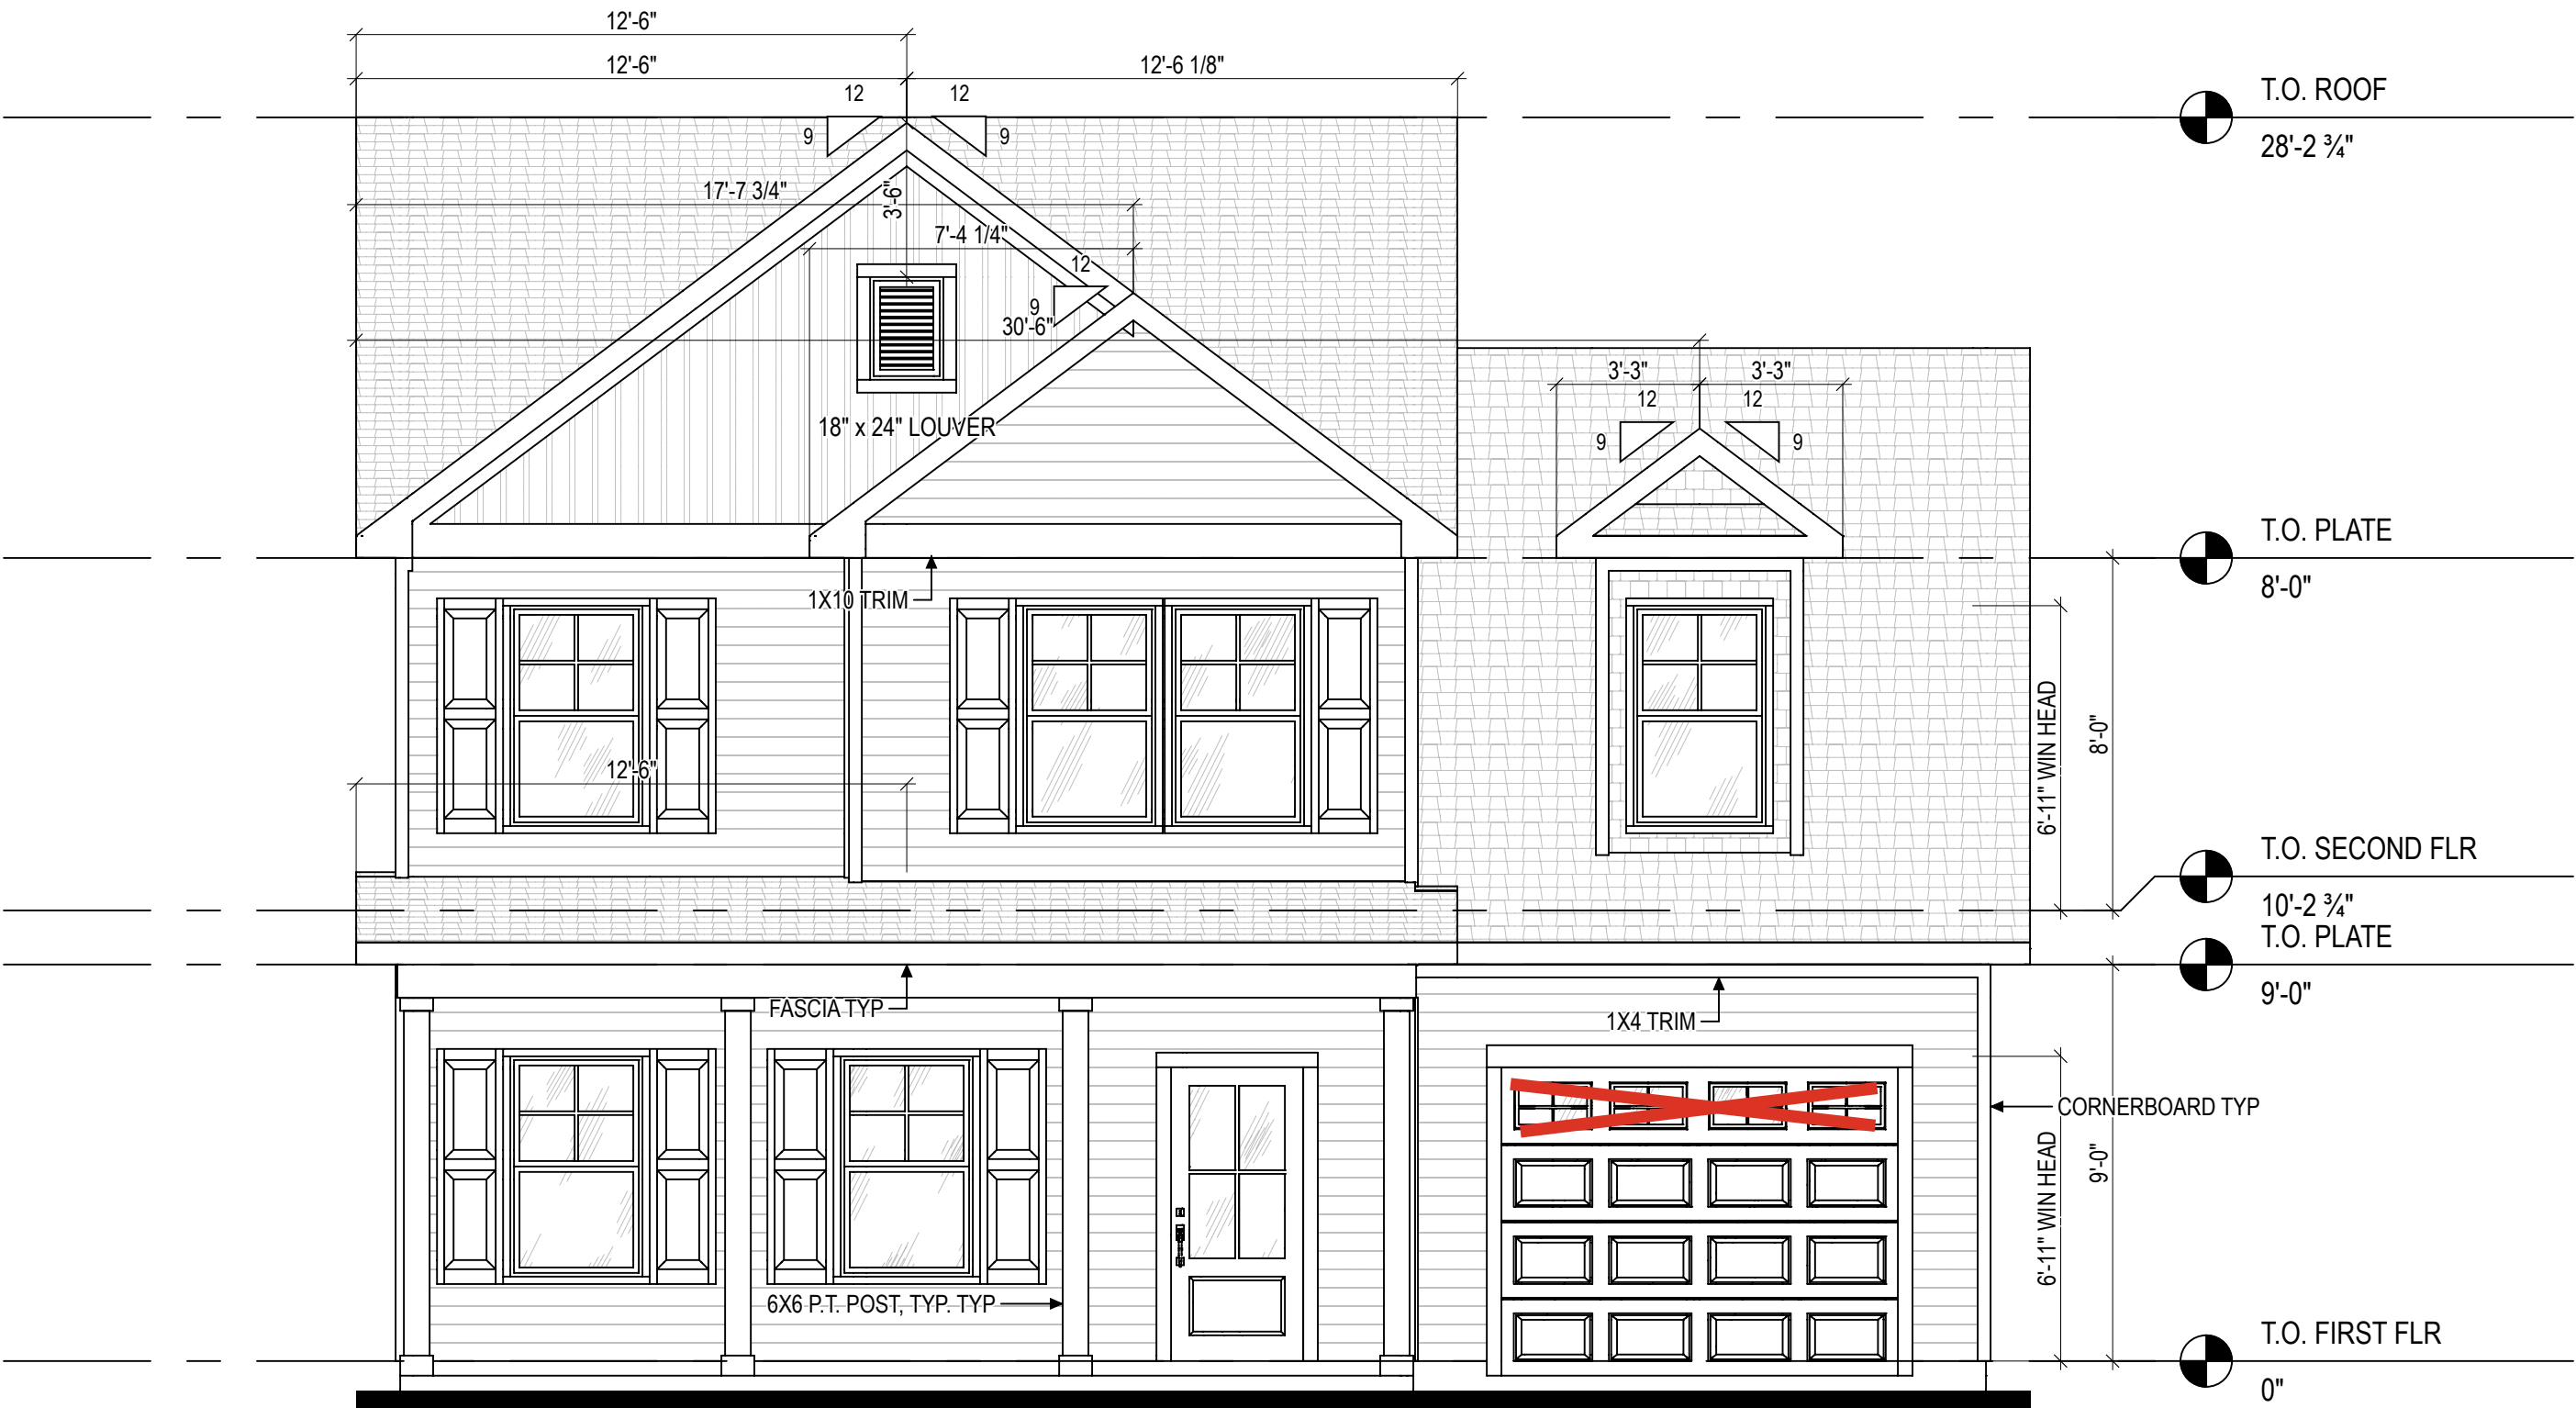 12'-6"
12'-6"
12'-6 1/8"
12
12
9
9
T.O. ROOF
28'-2 ¾"
17'-7 3/4"
3'-6"
7'-4 1/4"
12
9
30'-6"
3'-3"
3'-3"
12
12
9
9
18" x 24" LOUVER
T.O. PLATE
8'-0"
1X10 TRIM
12'-6"
6'-11" WIN HEAD
8'-0"
T.O. SECOND FLR
10'-2 ¾"
T.O. PLATE
9'-0"
FASCIA TYP
1X4 TRIM
CORNERBOARD TYP
6'-11" WIN HEAD
9'-0"
6X6 P.T. POST, TYP. TYP
T.O. FIRST FLR
0"